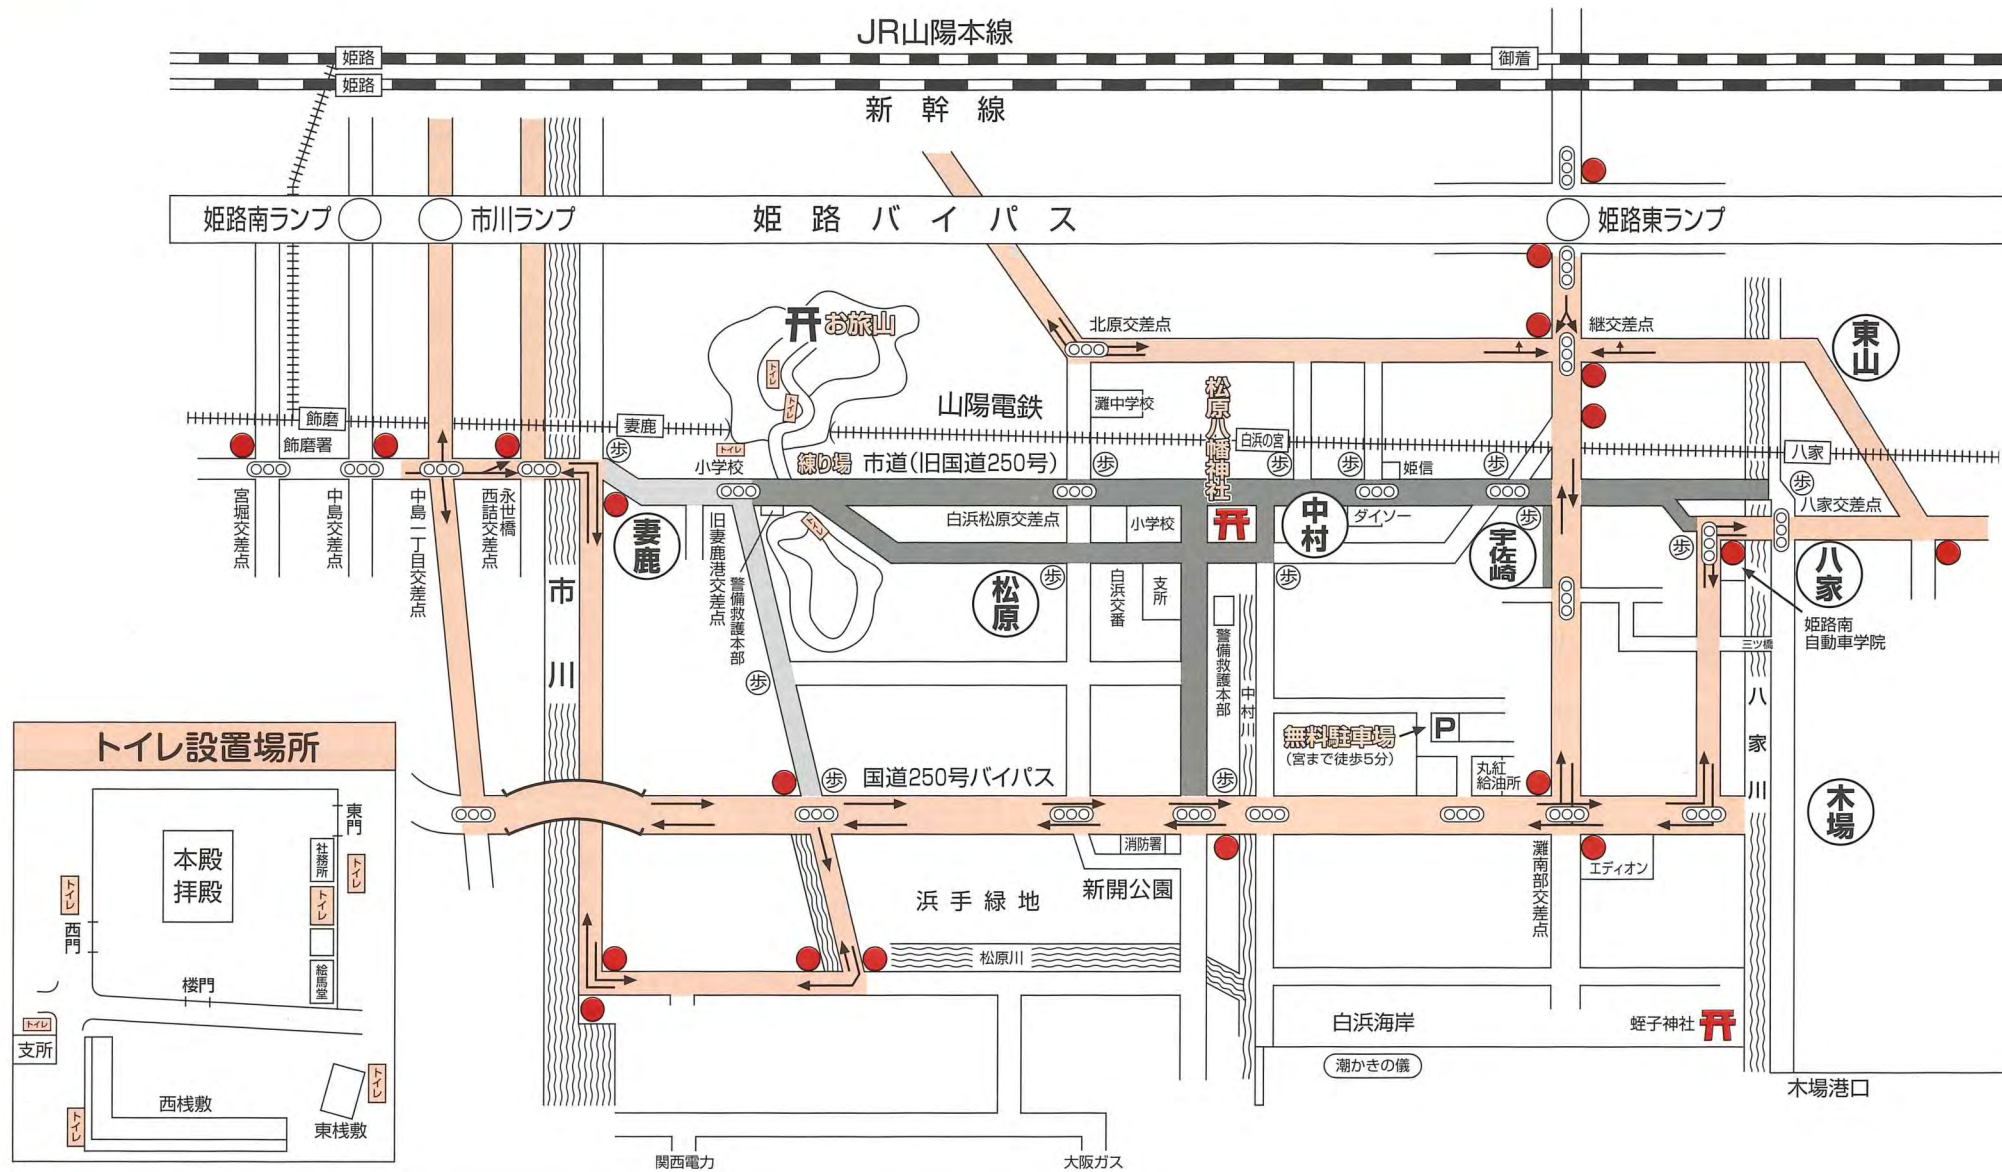 JR山陽本線
姫路
御着
姫路
新幹線
姫路南ランプ
市川ランプ
姫路バイパス
姫路東ランプ
お旅山
北原交差点
継交差点
東山
トイレ
トイレ
松原八幡神社
灘中学校
山陽電鉄
飾磨
妻鹿
白浜の宮
八家
飾磨署
歩
トイレ
小学校
練り場
市道(旧国道250号)
歩
歩
歩
姫信
歩
歩
八家交差点
宮堀交差点
中島交差点
中島一丁目交差点
永世橋
西詰交差点
妻鹿
旧妻鹿港交差点
警備救護本部
トイレ
白浜松原交差点
小学校
中村
ダイソー
歩
宇佐崎
歩
八家
市川
松原
歩
白浜交番
支所
歩
姫路南
自動車学院
三ツ橋
警備救護本部
中村川
歩
八家川
無料駐車場
(宮まで徒歩5分)
P
丸紅
給油所
歩
国道250号バイパス
歩
木場
消防署
灘南部交差点
エディオン
浜手緑地
新開公園
松原川
白浜海岸
蛭子神社
潮かきの儀
木場港口
関西電力
大阪ガス
トイレ設置場所
東門
本殿
拝殿
社務所
トイレ
トイレ
トイレ
西門
絵馬堂
楼門
トイレ
支所
トイレ
西桟敷
トイレ
東桟敷